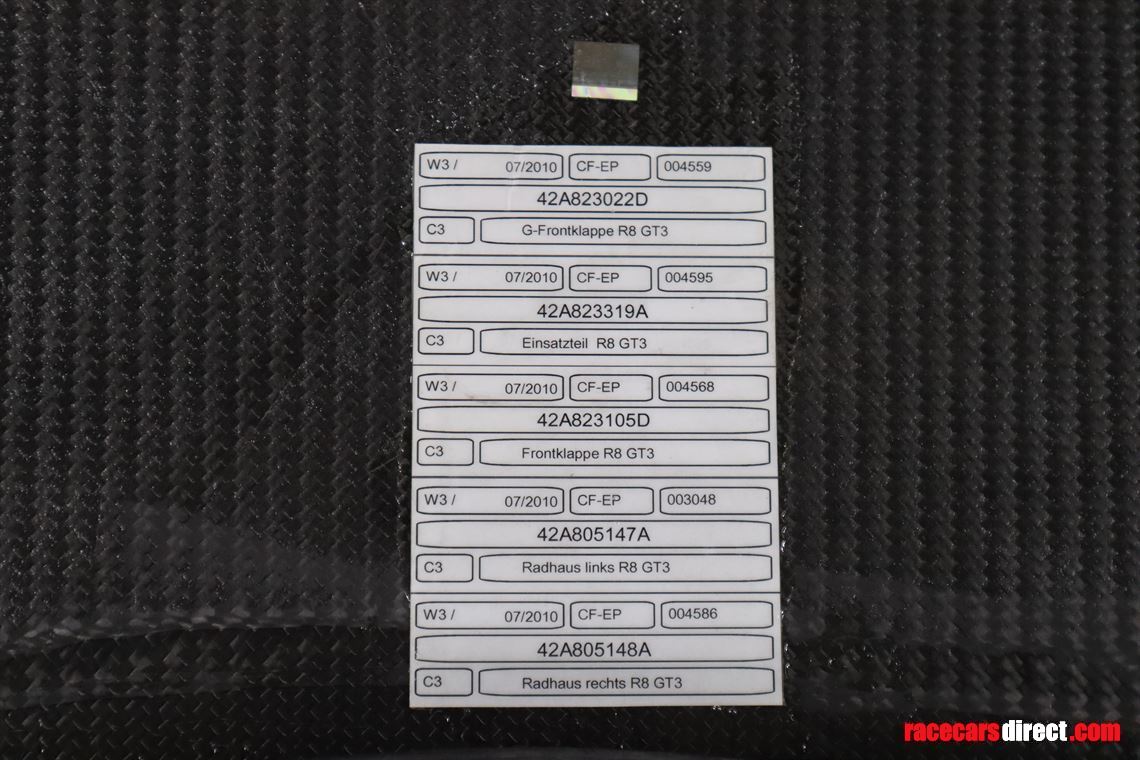 W3 / 07/2010 CF-EP 004559
42A823022D
C3 G-Frontklappe R8 GT3
W3 / 07/2010 CF-EP 004595
42A823319A
C3 Einsatzteil R8 GT3
W3 / 07/2010 CF-EP 004568
42A823105D
C3 Frontklappe R8 GT3
W3 / 07/2010 CF-EP 003048
42A805147A
C3 Radhaus links R8 GT3
W3 / 07/2010 CF-EP 004586
42A805148A
C3 Radhaus rechts R8 GT3
racecarsdirect.com